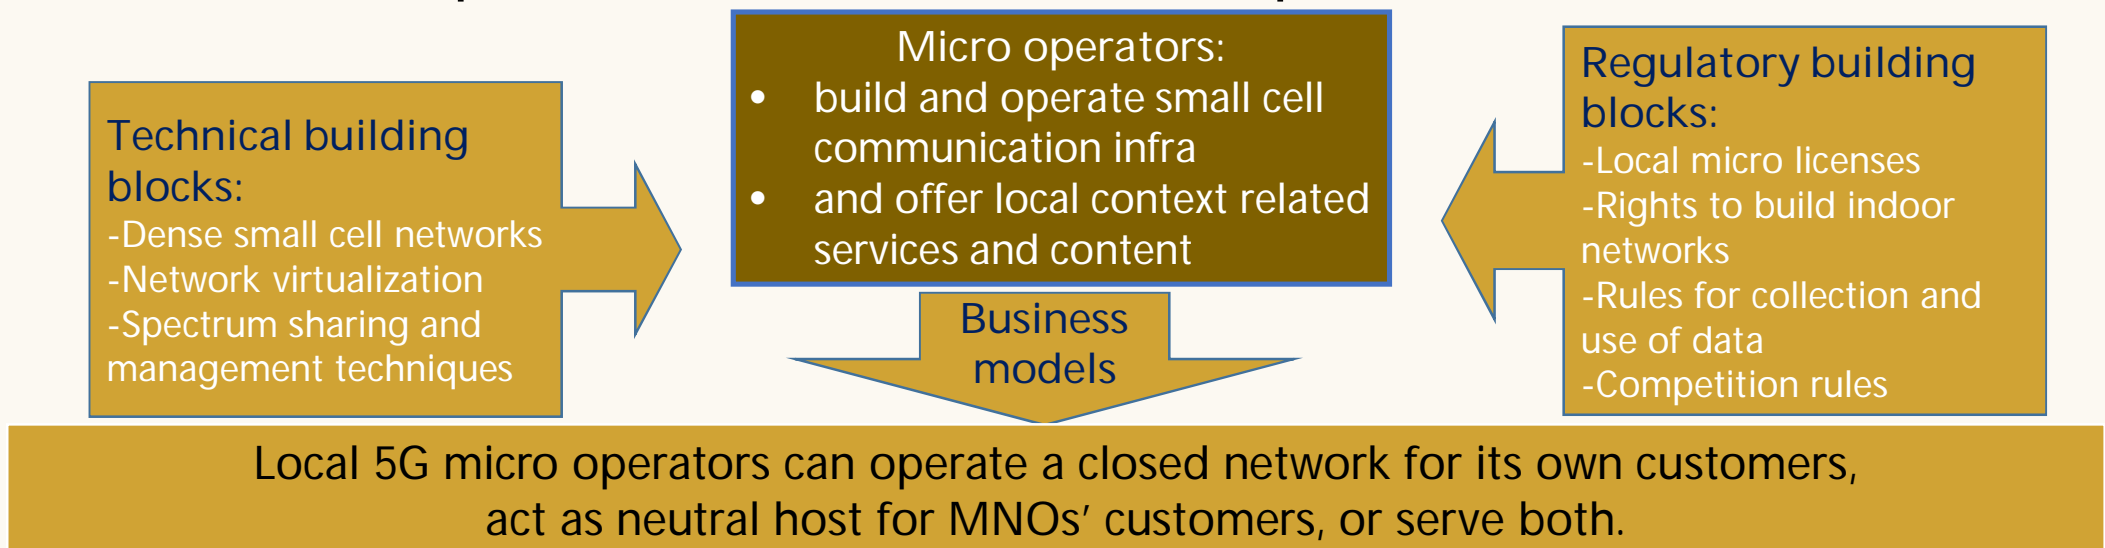 Technical building
blocks:
-Dense small cell networks
-Network virtualization
-Spectrum sharing and
management techniques
Micro operators:
• build and operate small cell
communication infra
• and offer local context related
services and content
Regulatory building
blocks:
-Local micro licenses
-Rights to build indoor
networks
-Rules for collection and
use of data
-Competition rules
Business
models
Local 5G micro operators can operate a closed network for its own customers,
act as neutral host for MNOs’ customers, or serve both.